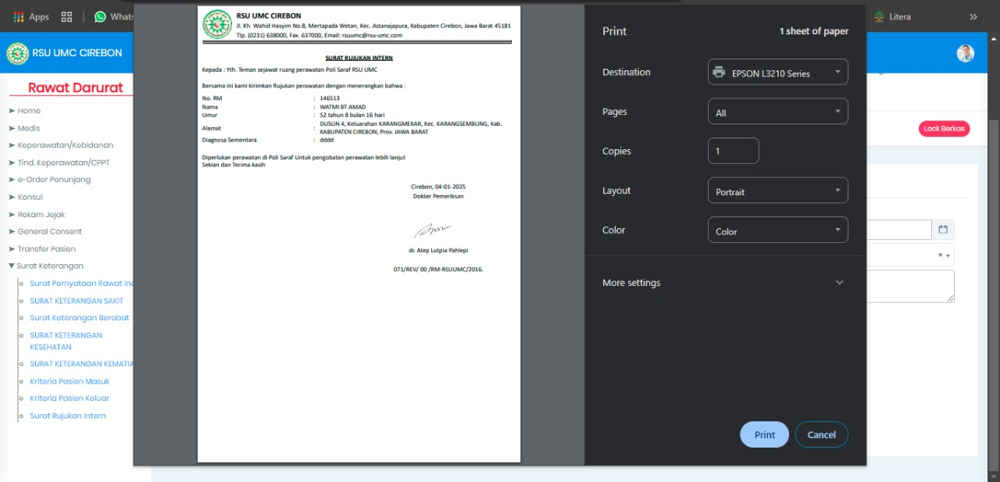 Apps
Whats
Litera
RSU UMC CIREBON
Rawat Darurat
Home
Medis
Keperawatan/Kebidanan
Tind. Keperawatan/CPPT
e-Order Penunjang
Konsul
Rekam Jejak
General Consent
Transfer Pasien
Surat Keterangan
Surat Pernyataan Rawat Ina
SURAT KETERANGAN SAKIT
Surat Keterangan Berobat
SURAT KETERANGAN
KESEHATAN
SURAT KETERANGAN KEMATIA
Kriteria Pasien Masuk
Kriteria Pasien Keluar
Surat Rujukan Intern
RSU UMC CIREBON
Jl. Kh. Wahid Hasyim No.8, Mertapada Wetan, Kec. Astanajapura, Kabupaten Cirebon, Jawa Barat 45181
Tlp. (0231) 638000, Fax. 637000, Email: rsuumc@rsu-umc.com
SURAT RUJUKAN INTERN
Kepada : Yth. Teman sejawat ruang perawatan Poli Saraf RSU UMC
Bersama ini kami kirimkan Rujukan perawatan dengan menerangkan bahwa :
No. RM : 146513
Nama : WATMI BT AMAD
Umur : 52 tahun 8 bulan 16 hari
Alamat : DUSUN 4, Keluarahan KARANGMEKAR, Kec. KARANGSEMBUNG, Kab.
KABUPATEN CIREBON, Prov. JAWA BARAT
Diagnosa Sementara : dddd
Diperlukan perawatan di Poli Saraf Untuk pengobatan perawatan lebih lanjut
Sekian dan Terima kasih
Cirebon, 04-01-2025
Dokter Pemeriksan
dr. Atep Lutpia Pahlepi
071/REV/ 00 /RM-RSUUMC/2016.
Print
1 sheet of paper
Destination
EPSON L3210 Series
Pages
All
Copies
1
Layout
Portrait
Color
Color
More settings
Print
Cancel
Lock Berkas